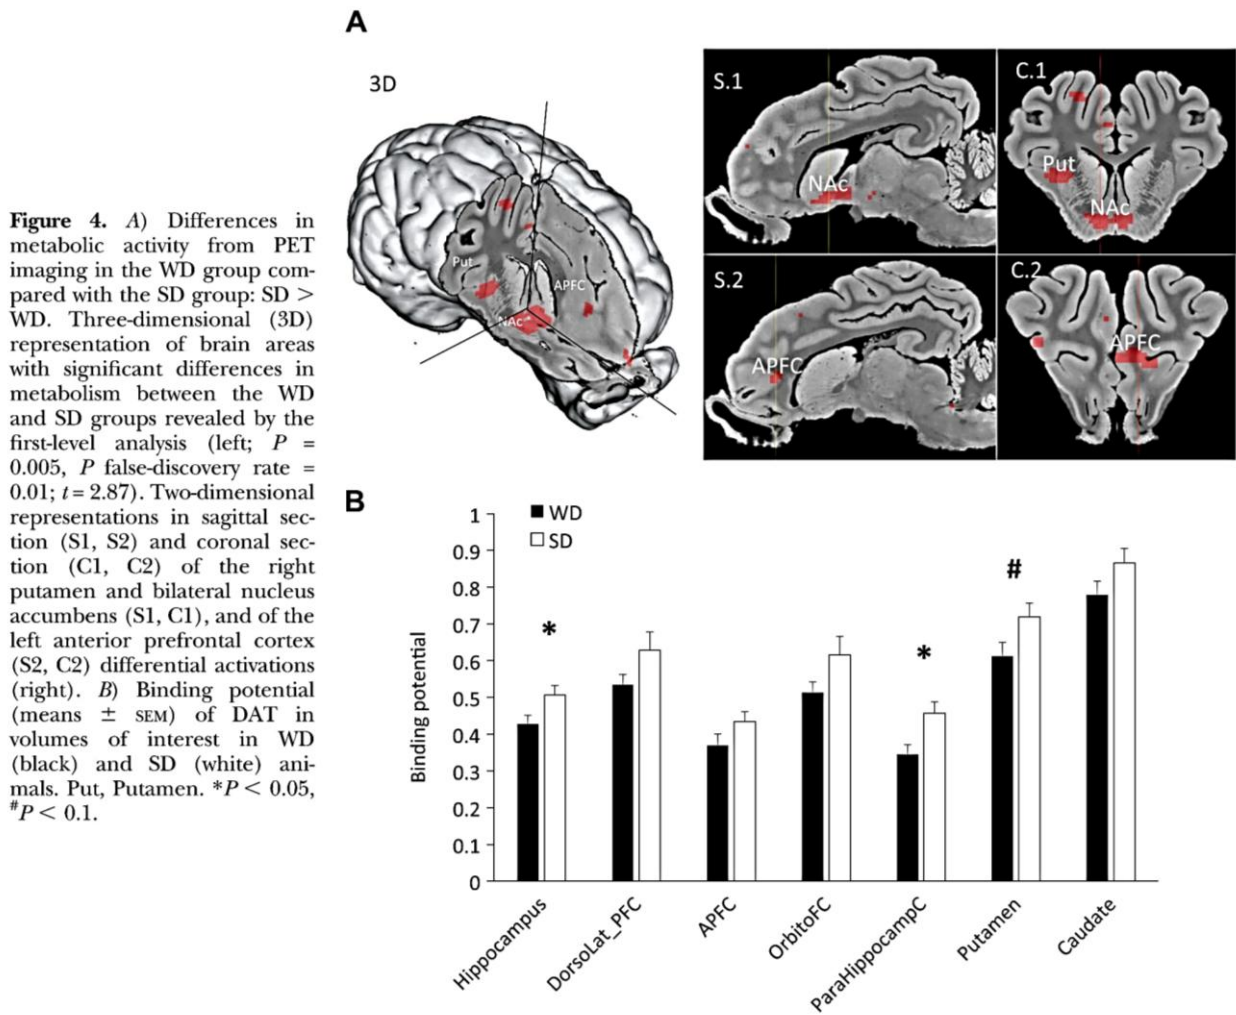 Figure 4. A) Differences in
metabolic activity from PET
imaging in the WD group com-
pared with the SD group: SD >
WD. Three-dimensional (3D)
representation of brain areas
with significant differences in
metabolism between the WD
and SD groups revealed by the
first-level analysis (left; P =
0.005, P false-discovery rate =
0.01; t = 2.87). Two-dimensional
representations in sagittal sec-
tion (S1, S2) and coronal sec-
tion (C1, C2) of the right
putamen and bilateral nucleus
accumbens (S1, C1), and of the
left anterior prefrontal cortex
(S2, C2) differential activations
(right). B) Binding potential
(means ± SEM) of DAT in
volumes of interest in WD
(black) and SD (white) ani-
mals. Put, Putamen. *P < 0.05,
#P < 0.1.
A
3D
Put
APFC
NAc
S.1
NAc
C.1
Put
NAc
S.2
APFC
C.2
APFC
B
WD
SD
Binding potential
1
0.9
0.8
0.7
0.6
0.5
0.4
0.3
0.2
0.1
0
*
*
#
Hippocampus
DorsoLat_PFC
APFC
OrbitoFC
ParaHippocampC
Putamen
Caudate